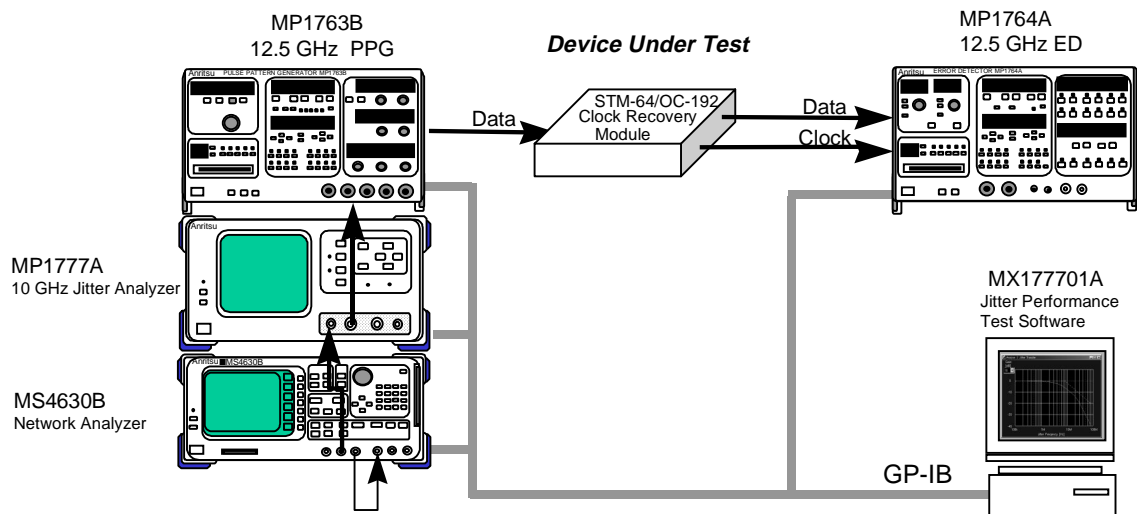 MP1763B
12.5 GHz PPG
Device Under Test
MP1764A
12.5 GHz ED
Anritsu PULSE PATTERN GENERATOR MP1763B
Anritsu ERROR DETECTOR MP1764A
STM-64/OC-192
Clock Recovery
Module
Data
Data
Clock
Anritsu
MP1777A
10 GHz Jitter Analyzer
MX177701A
Jitter Performance
Test Software
Anritsu MS4630B
MS4630B
Network Analyzer
GP-IB